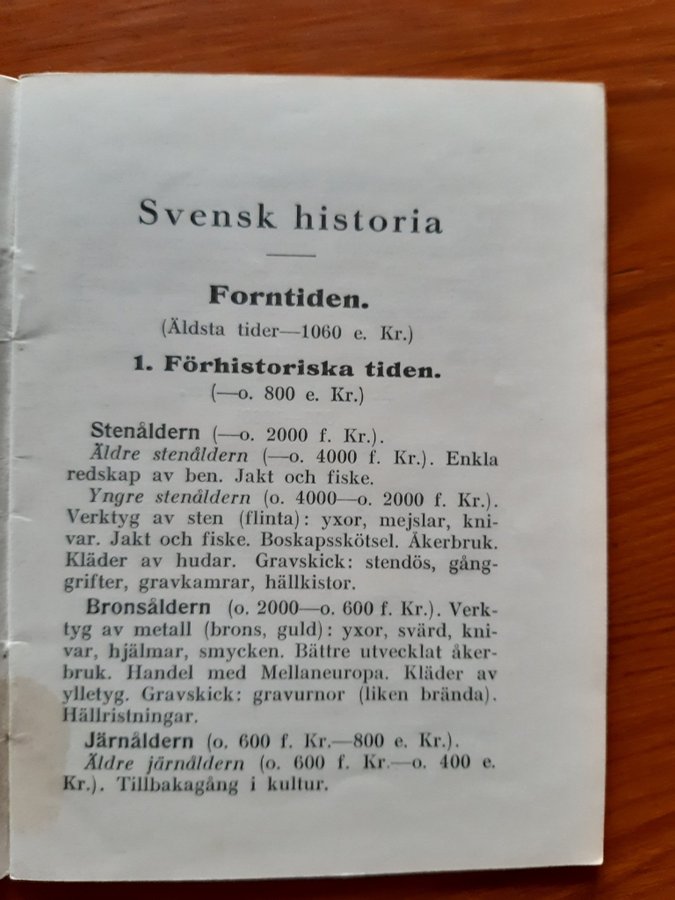 Svensk historia
Forntiden.
(Äldsta tider—1060 e. Kr.)
1. Förhistoriska tiden.
(—o. 800 e. Kr.)
Stenåldern (—o. 2000 f. Kr.).
Äldre stenåldern (—o. 4000 f. Kr.). Enkla
redskap av ben. Jakt och fiske.
Yngre stenåldern (o. 4000—o. 2000 f. Kr.).
Verktyg av sten (flinta): yxor, mejslar, kni-
var. Jakt och fiske. Boskapsskötsel. Åkerbruk.
Kläder av hudar. Gravskick: stendös, gång-
grifter, gravkamrar, hällkistor.
Bronsåldern (o. 2000—o. 600 f. Kr.). Verk-
tyg av metall (brons, guld): yxor, svärd, kni-
var, hjälmar, smycken. Bättre utvecklat åker-
bruk. Handel med Mellaneuropa. Kläder av
ylletyg. Gravskick: gravurnor (liken brända).
Hällristningar.
Järnåldern (o. 600 f. Kr.—800 e. Kr.).
Äldre järnåldern (o. 600 f. Kr.—o. 400 e.
Kr.). Tillbakagång i kultur.